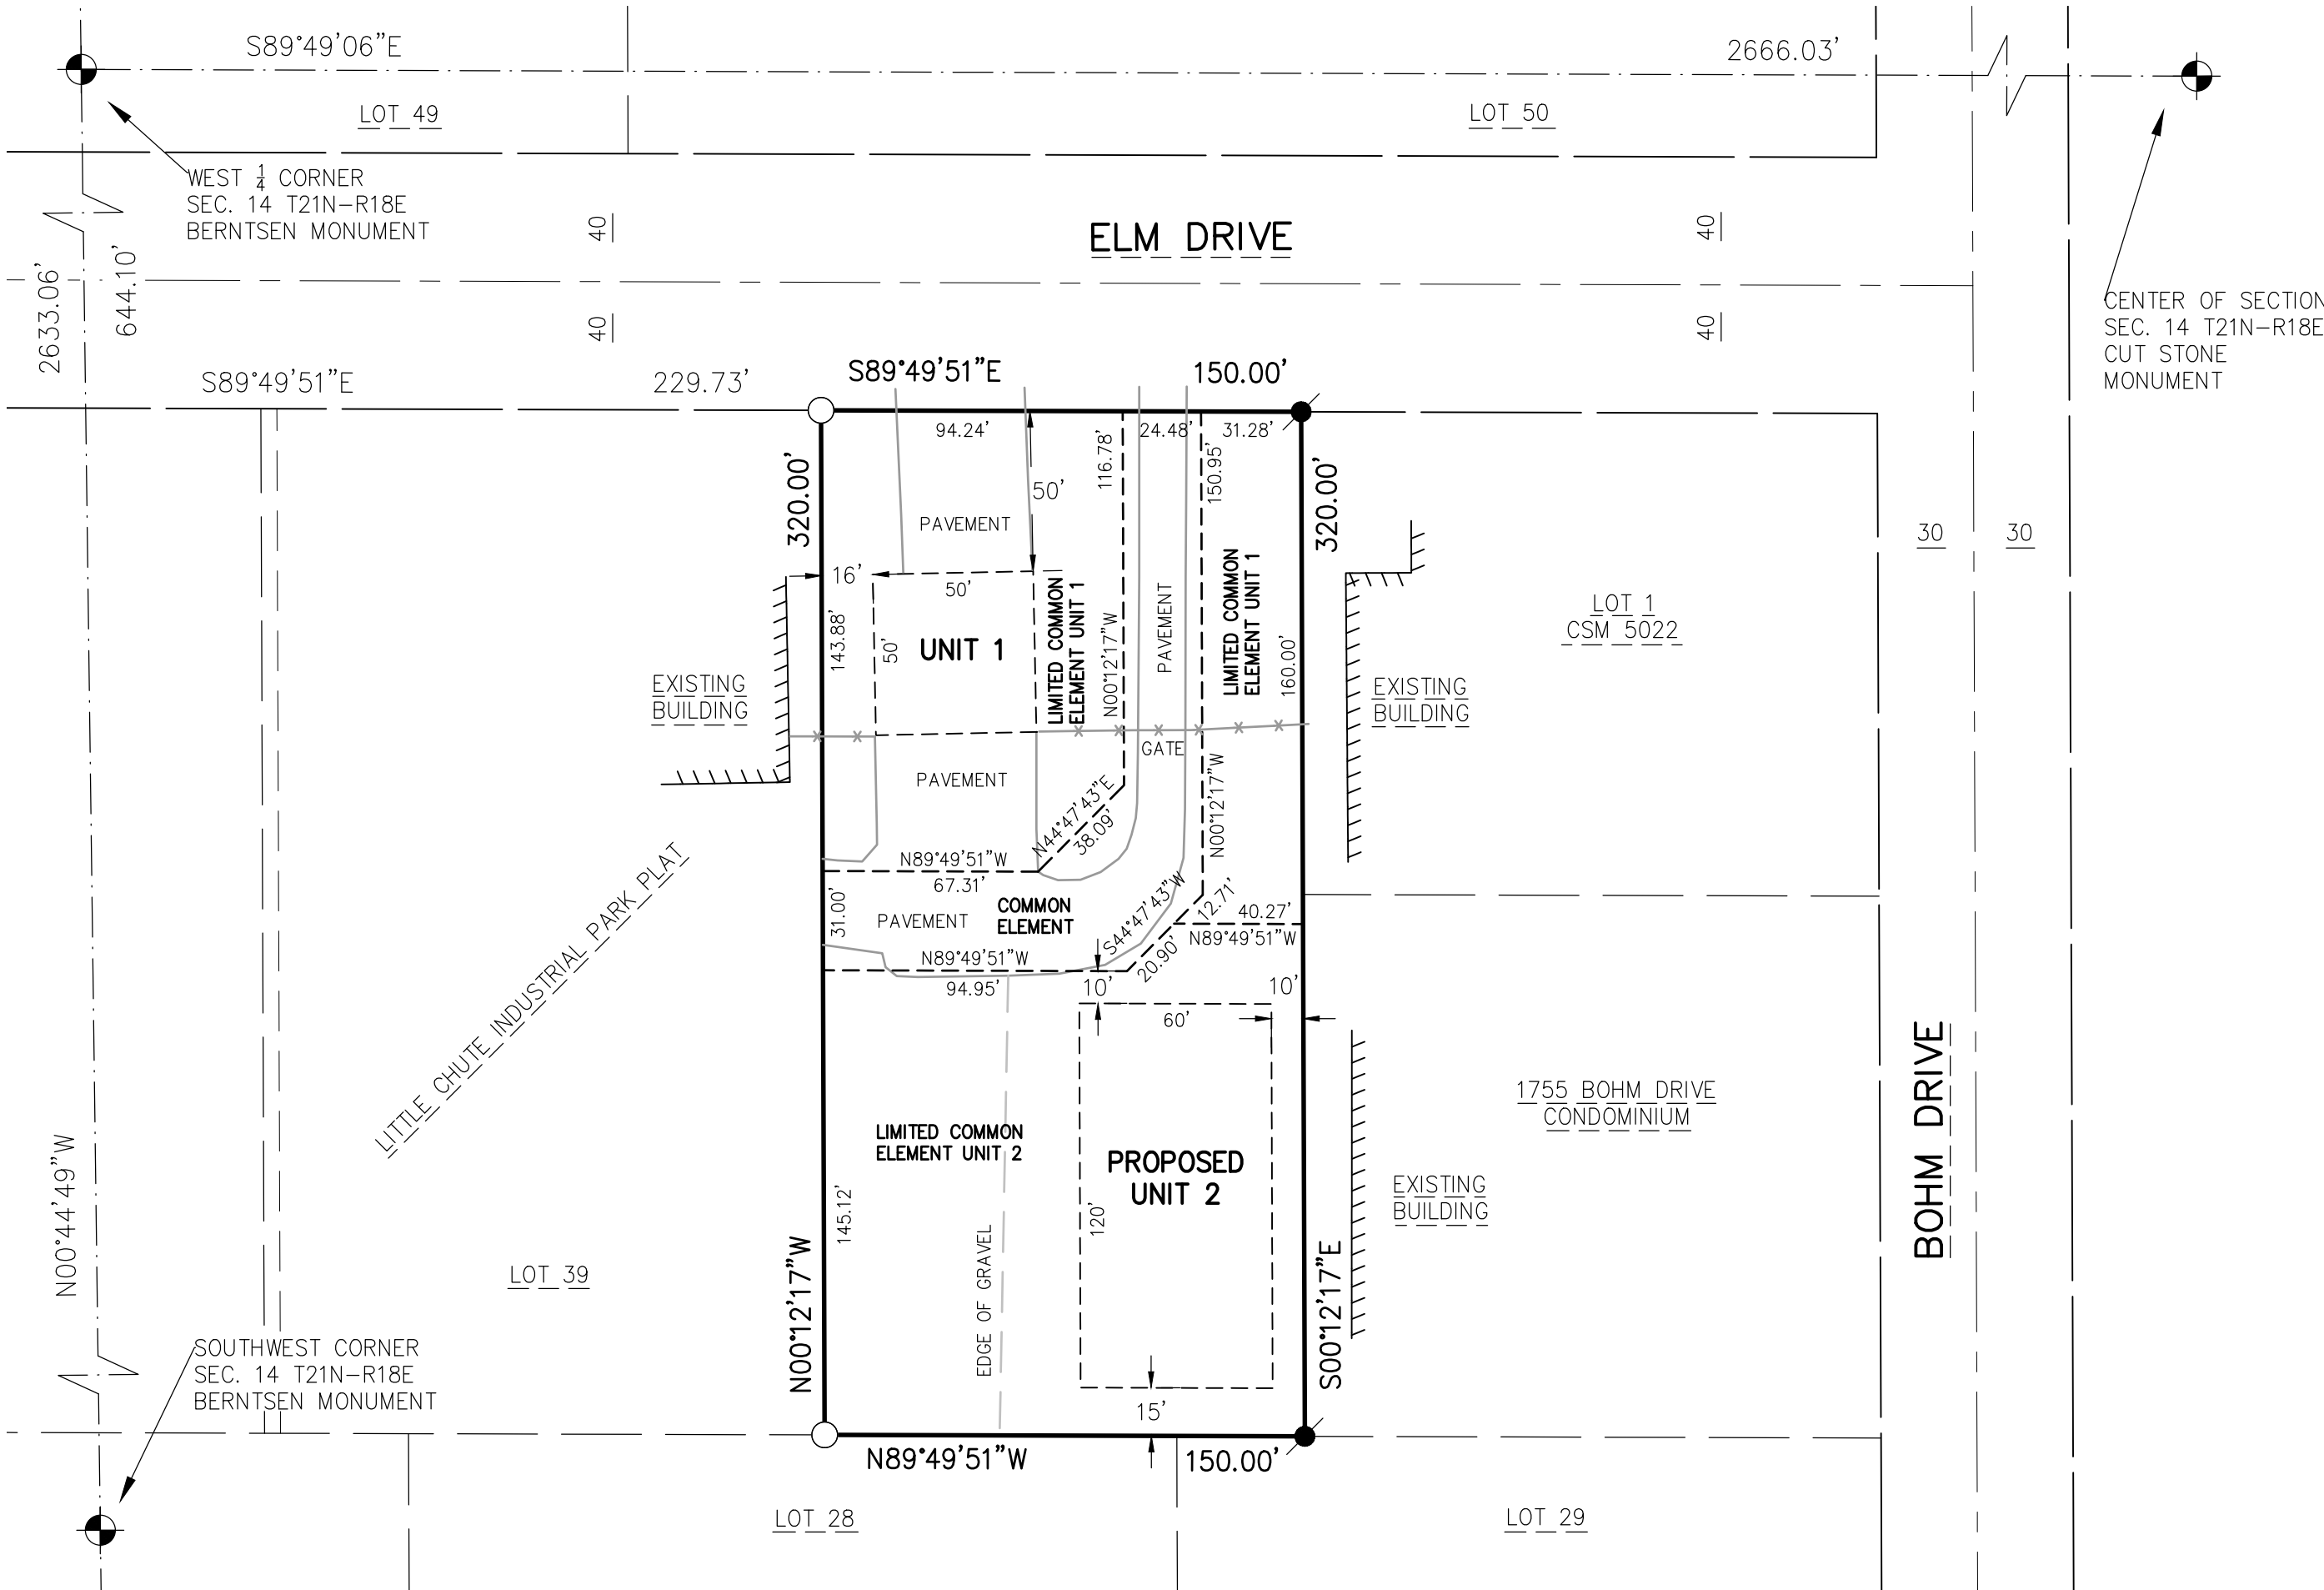 S89°49'06"E
2666.03'
LOT 49
LOT 50
WEST 1/4 CORNER
SEC. 14 T21N-R18E
BERNTSEN MONUMENT
40
40
ELM DRIVE
2633.06'
644.10'
CENTER OF SECTION
SEC. 14 T21N-R18E
CUT STONE
MONUMENT
40
40
S89°49'51"E
229.73'
S89°49'51"E
150.00'
94.24'
24.48'
31.28'
320.00'
116.78'
150.95'
320.00'
50'
PAVEMENT
30
30
16'
50'
LIMITED COMMON
ELEMENT UNIT 1
PAVEMENT
LIMITED COMMON
ELEMENT UNIT 1
LOT 1
CSM 5022
143.88'
50'
UNIT 1
N00°12'17"W
160.00'
EXISTING
BUILDING
EXISTING
BUILDING
GATE
PAVEMENT
N44°47'43"E
38.09'
N00°12'17"W
N89°49'51"W
67.31'
LITTLE CHUTE INDUSTRIAL PARK PLAT
31.00'
PAVEMENT
COMMON
ELEMENT
S44°47'43"W
12.71'
40.27'
N89°49'51"W
N89°49'51"W
94.95'
20.90'
10'
10'
60'
LIMITED COMMON
ELEMENT UNIT 2
PROPOSED
UNIT 2
1755 BOHM DRIVE
CONDOMINIUM
BOHM DRIVE
N00°44'49"W
145.12'
120'
EXISTING
BUILDING
EDGE OF GRAVEL
LOT 39
N00°12'17"W
S00°12'17"E
SOUTHWEST CORNER
SEC. 14 T21N-R18E
BERNTSEN MONUMENT
15'
N89°49'51"W
150.00'
LOT 28
LOT 29